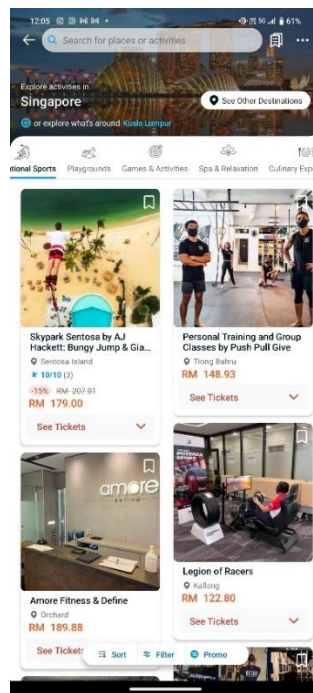 12:05
5G
61%
Search for places or activities
Explore activities in
Singapore
See Other Destinations
or explore what's around Kuala Lumpur
tional Sports
Playgrounds
Games & Activities
Spa & Relaxation
Culinary Exp
Skypark Sentosa by AJ
Hackett: Bungy Jump & Gia...
Sentosa Island
10/10 (3)
-15% RM 207.01
RM 179.00
See Tickets
Personal Training and Group
Classes by Push Pull Give
Tiong Bahru
RM 148.93
See Tickets
amore
define
Amore Fitness & Define
Orchard
RM 189.88
See Tickets
POTENZA
Legion of Racers
Kallang
RM 122.80
See Tickets
Sort
Filter
Promo